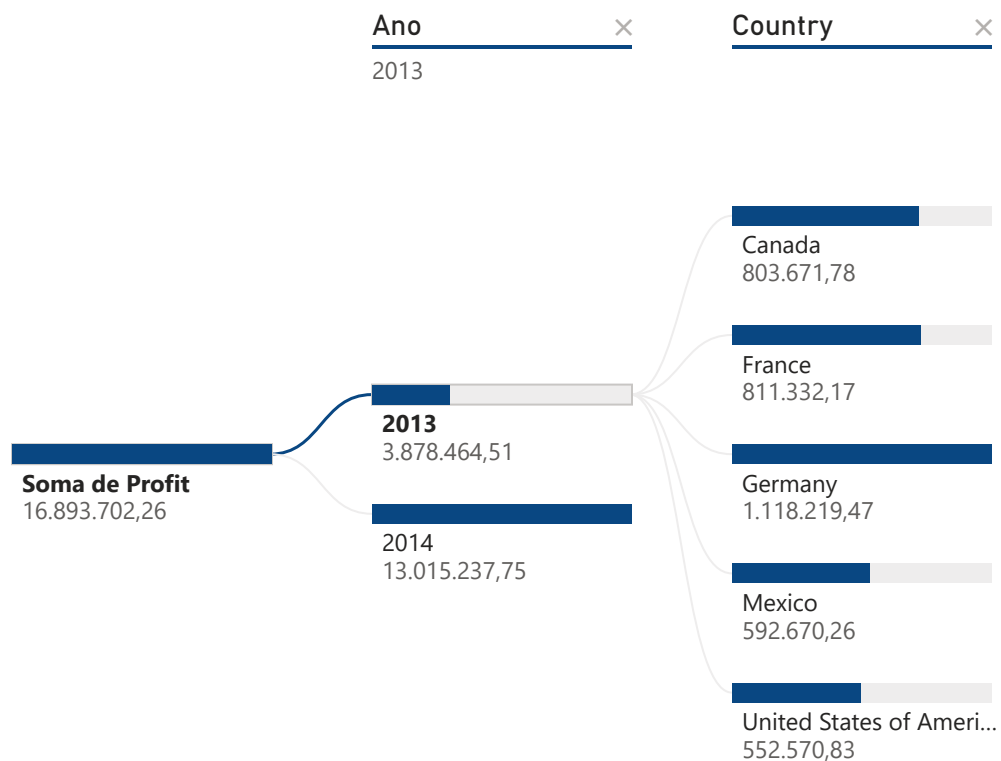 Ano
Country
2013
Canada
803.671,78
France
811.332,17
2013
3.878.464,51
Germany
1.118.219,47
Soma de Profit
16.893.702,26
2014
13.015.237,75
Mexico
592.670,26
United States of Ameri...
552.570,83